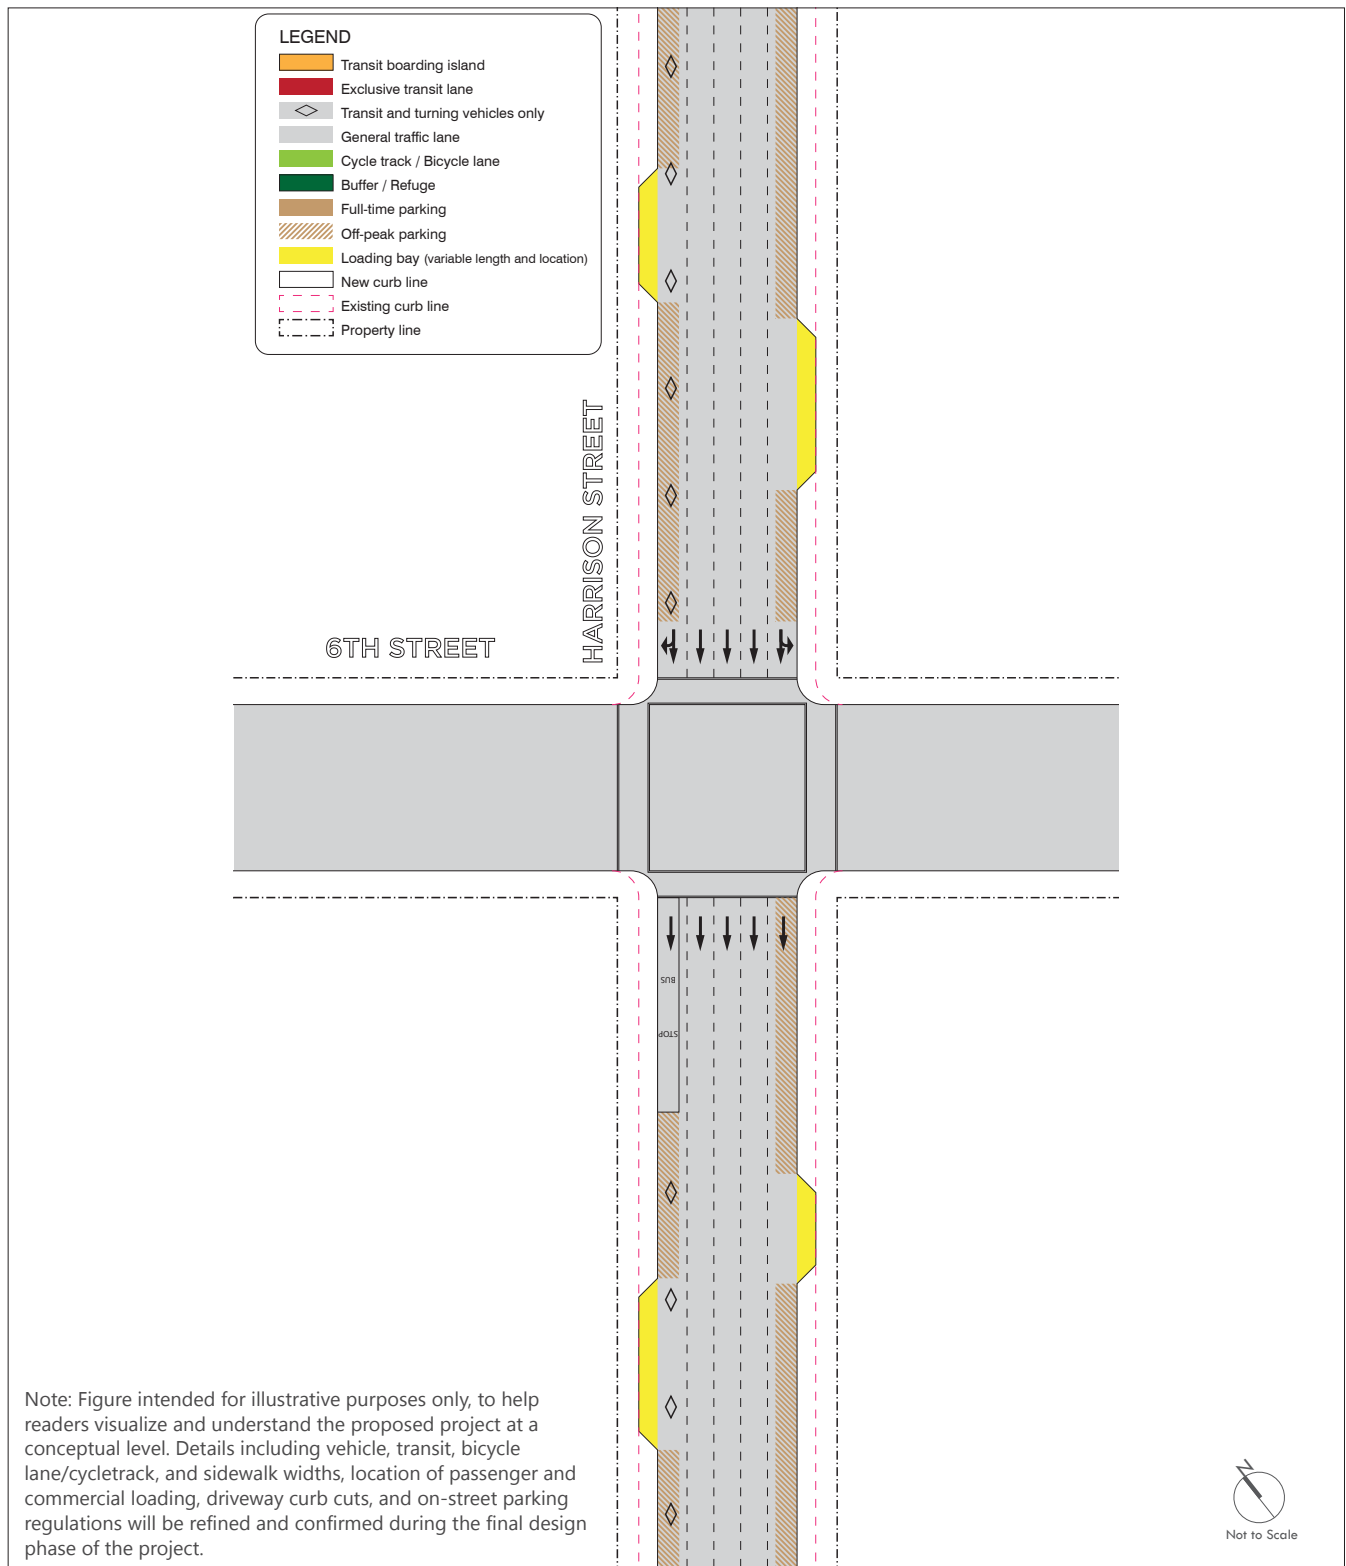 LEGEND
Transit boarding island
Exclusive transit lane
Transit and turning vehicles only
General traffic lane
Cycle track / Bicycle lane
Buffer / Refuge
Full-time parking
Off-peak parking
Loading bay (variable length and location)
New curb line
Existing curb line
Property line
HARRISON STREET
6TH STREET
BUS
STOP
Note: Figure intended for illustrative purposes only, to help
readers visualize and understand the proposed project at a
conceptual level. Details including vehicle, transit, bicycle
lane/cycletrack, and sidewalk widths, location of passenger and
commercial loading, driveway curb cuts, and on-street parking
regulations will be refined and confirmed during the final design
phase of the project.
N
Not to Scale